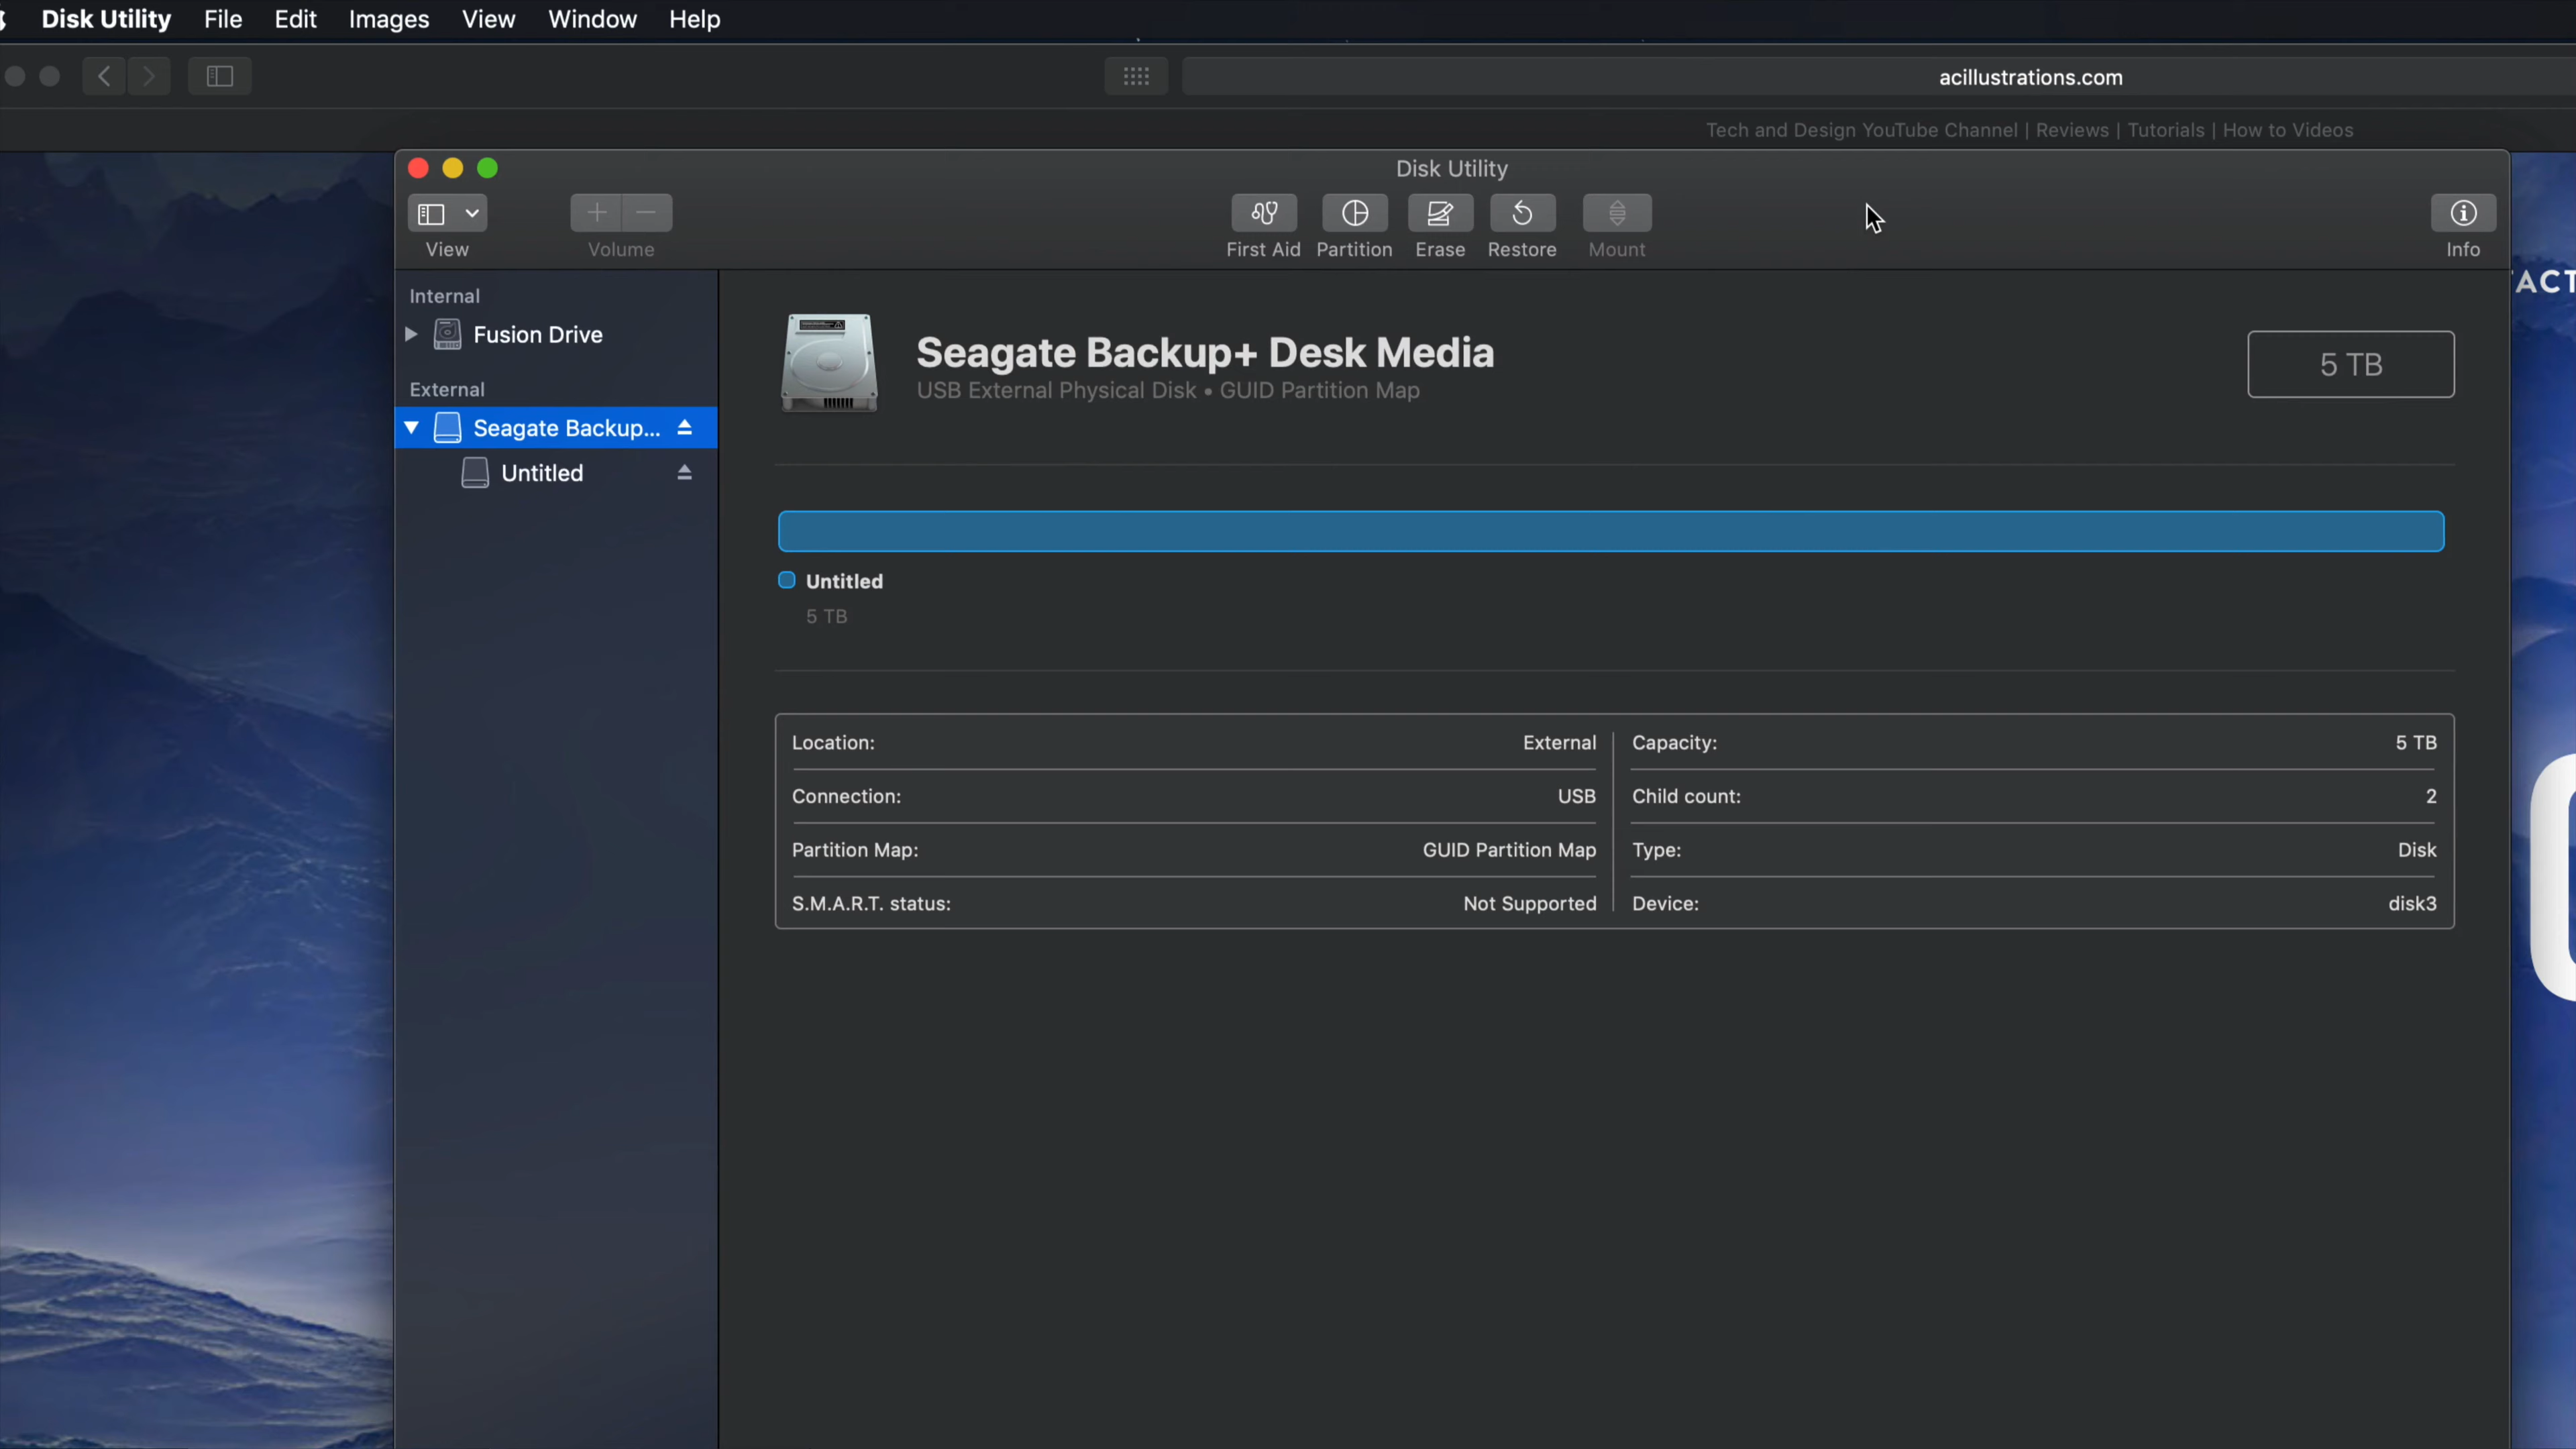 Disk Utility File Edit Images View Window Help
acillustrations.com
Tech and Design YouTube Channel | Reviews | Tutorials | How to Videos
Disk Utility
View Volume First Aid Partition Erase Restore Mount Info
Internal
Fusion Drive
External
Seagate Backup...
Untitled
Seagate Backup+ Desk Media
USB External Physical Disk • GUID Partition Map
5 TB
Untitled
5 TB
Location: External Capacity: 5 TB
Connection: USB Child count: 2
Partition Map: GUID Partition Map Type: Disk
S.M.A.R.T. status: Not Supported Device: disk3